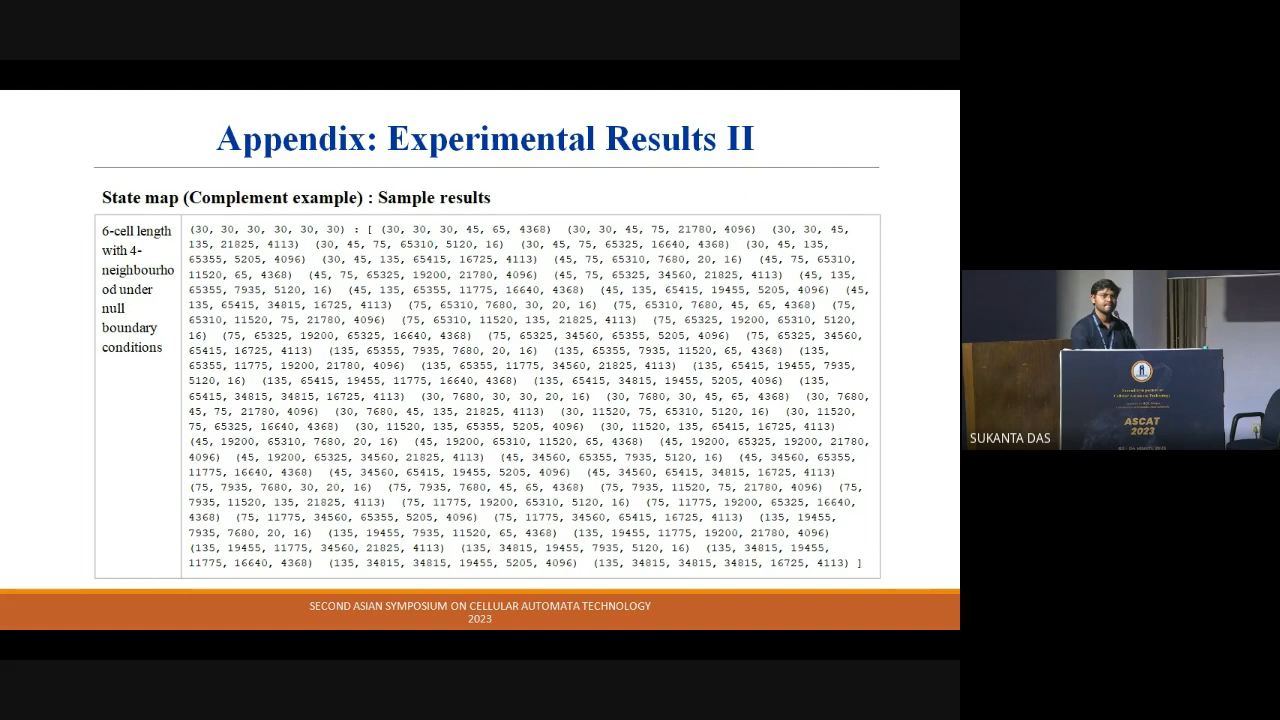 Appendix: Experimental Results II
State map (Complement example) : Sample results
6-cell length
with 4-
neighbourho
od under
null
boundary
conditions
(30, 30, 30, 30, 30, 30) : [ (30, 30, 30, 45, 65, 4368) (30, 30, 45, 75, 21780, 4096) (30, 30, 45,
135, 21825, 4113) (30, 45, 75, 65310, 5120, 16) (30, 45, 75, 65325, 16640, 4368) (30, 45, 135,
65355, 5205, 4096) (30, 45, 135, 65415, 16725, 4113) (45, 75, 65310, 7680, 20, 16) (45, 75, 65310,
11520, 65, 4368) (45, 75, 65325, 19200, 21780, 4096) (45, 75, 65325, 34560, 21825, 4113) (45, 135,
65355, 7935, 5120, 16) (45, 135, 65355, 11775, 16640, 4368) (45, 135, 65415, 19455, 5205, 4096) (45,
135, 65415, 34815, 16725, 4113) (75, 65310, 7680, 30, 20, 16) (75, 65310, 7680, 45, 65, 4368) (75,
65310, 11520, 75, 21780, 4096) (75, 65310, 11520, 135, 21825, 4113) (75, 65325, 19200, 65310, 5120,
16) (75, 65325, 19200, 65325, 16640, 4368) (75, 65325, 34560, 65355, 5205, 4096) (75, 65325, 34560,
65415, 16725, 4113) (135, 65355, 7935, 7680, 20, 16) (135, 65355, 7935, 11520, 65, 4368) (135,
65355, 11775, 19200, 21780, 4096) (135, 65355, 11775, 34560, 21825, 4113) (135, 65415, 19455, 7935,
5120, 16) (135, 65415, 19455, 11775, 16640, 4368) (135, 65415, 34815, 19455, 5205, 4096) (135,
65415, 34815, 34815, 16725, 4113) (30, 7680, 30, 30, 20, 16) (30, 7680, 30, 45, 65, 4368) (30, 7680,
45, 75, 21780, 4096) (30, 7680, 45, 135, 21825, 4113) (30, 11520, 75, 65310, 5120, 16) (30, 11520,
75, 65325, 16640, 4368) (30, 11520, 135, 65355, 5205, 4096) (30, 11520, 135, 65415, 16725, 4113)
(45, 19200, 65310, 7680, 20, 16) (45, 19200, 65310, 11520, 65, 4368) (45, 19200, 65325, 19200, 21780,
4096) (45, 19200, 65325, 34560, 21825, 4113) (45, 34560, 65355, 7935, 5120, 16) (45, 34560, 65355,
11775, 16640, 4368) (45, 34560, 65415, 19455, 5205, 4096) (45, 34560, 65415, 34815, 16725, 4113)
(75, 7935, 7680, 30, 20, 16) (75, 7935, 7680, 45, 65, 4368) (75, 7935, 11520, 75, 21780, 4096) (75,
7935, 11520, 135, 21825, 4113) (75, 11775, 19200, 65310, 5120, 16) (75, 11775, 19200, 65325, 16640,
4368) (75, 11775, 34560, 65355, 5205, 4096) (75, 11775, 34560, 65415, 16725, 4113) (135, 19455,
7935, 7680, 20, 16) (135, 19455, 7935, 11520, 65, 4368) (135, 19455, 11775, 19200, 21780, 4096)
(135, 19455, 11775, 34560, 21825, 4113) (135, 34815, 19455, 7935, 5120, 16) (135, 34815, 19455,
11775, 16640, 4368) (135, 34815, 34815, 19455, 5205, 4096) (135, 34815, 34815, 34815, 16725, 4113) ]
SECOND ASIAN SYMPOSIUM ON CELLULAR AUTOMATA TECHNOLOGY
2023
ASCAT
2023
SUKANTA DAS